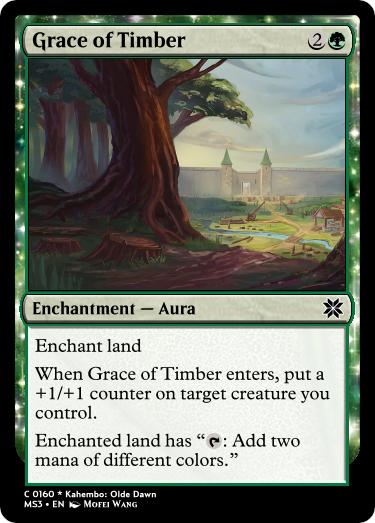 Grace of Timber 2
Enchantment — Aura
Enchant land
When Grace of Timber enters, put a
+1/+1 counter on target creature you
control.
Enchanted land has “: Add two
mana of different colors.”
C 0160 * Kahembo: Olde Dawn
MS3 • EN Mofei Wang